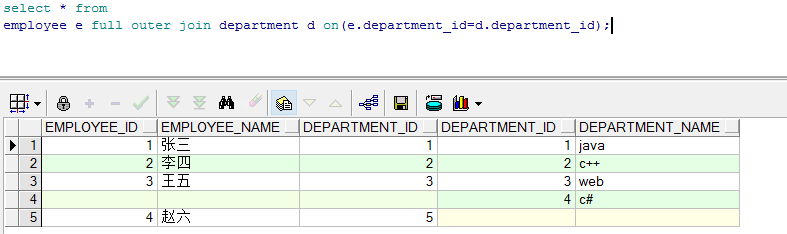 select * from
employee e full outer join department d on(e.department_id=d.department_id);
EMPLOYEE_ID EMPLOYEE_NAME DEPARTMENT_ID DEPARTMENT_ID DEPARTMENT_NAME
1 1 张三 1 1 java
2 2 李四 2 2 c++
3 3 王五 3 3 web
4 4 c#
5 4 赵六 5